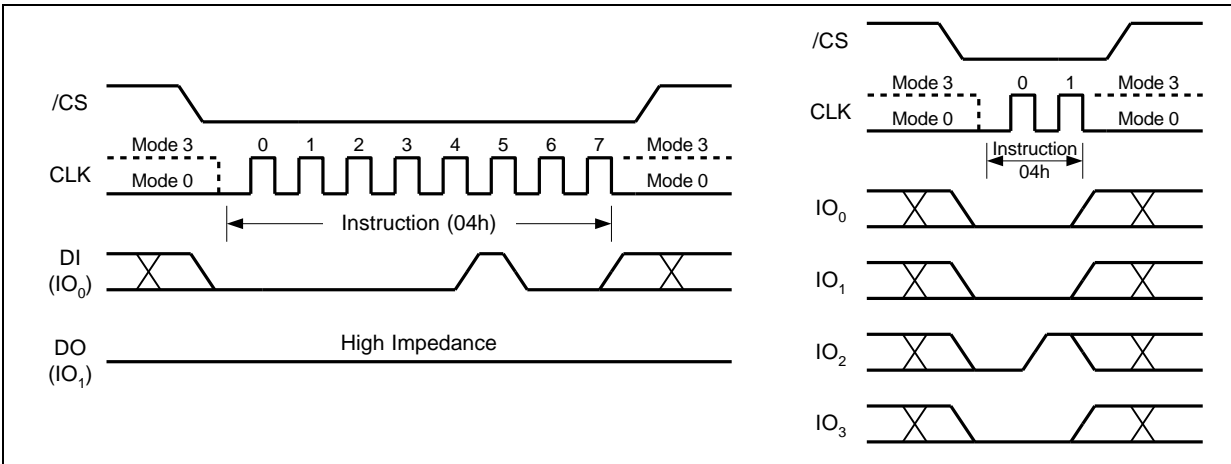 /CS
Mode 3 0 1 2 3 4 5 6 7 Mode 3
CLK
Mode 0 Mode 0
Instruction (04h)
DI
(IO0)
High Impedance
DO
(IO1)
/CS
Mode 3 0 1 Mode 3
CLK
Mode 0 Mode 0
Instruction
04h
IO0
IO1
IO2
IO3